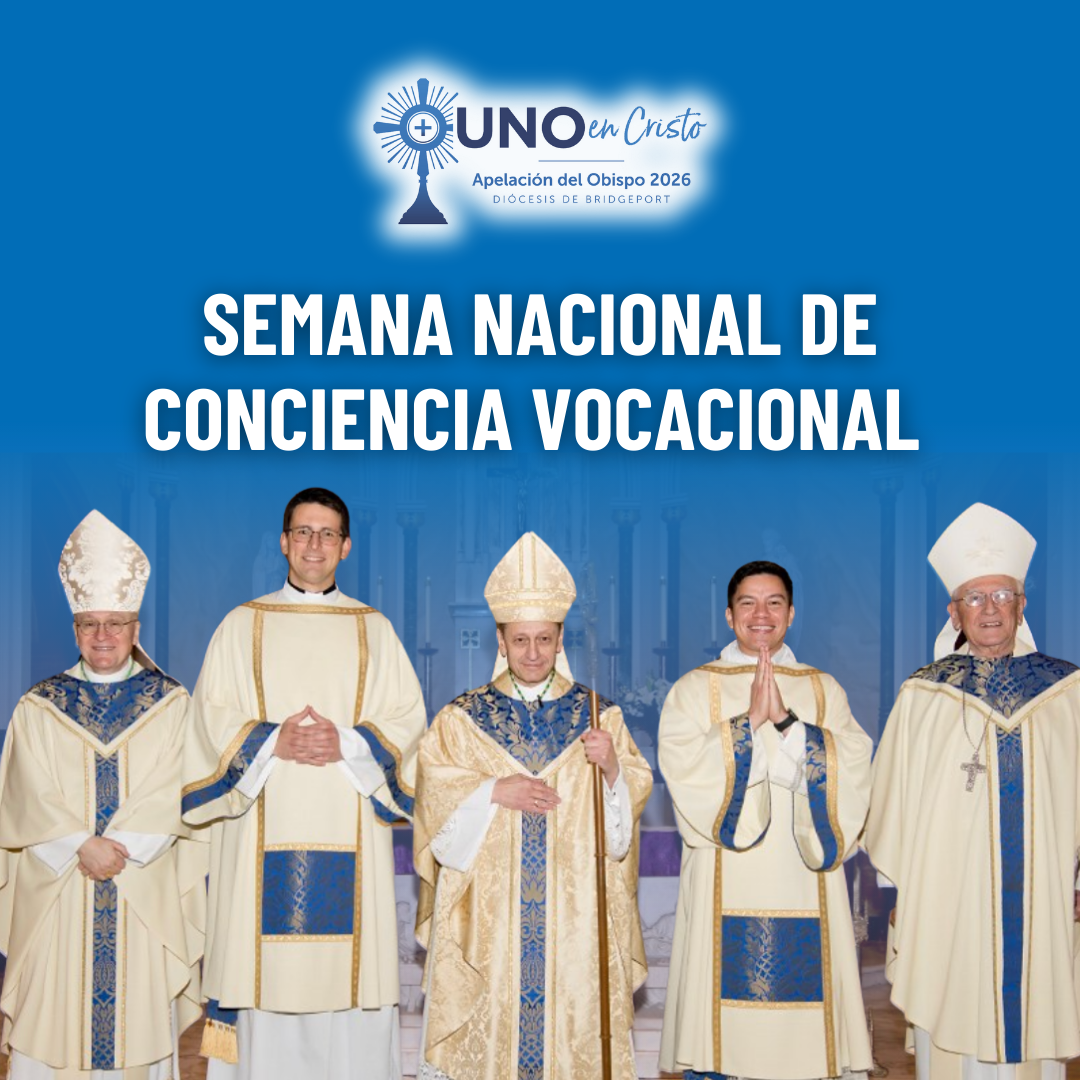 UNO en Cristo
Apelación del Obispo 2026
DIÓCESIS DE BRIDGEPORT
SEMANA NACIONAL DE
CONCIENCIA VOCACIONAL